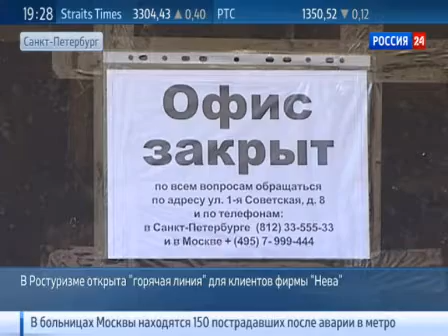 19:28 Straits Times 3304,43 ▲ 0,40 РТС 1350,52 ▼ 0,12
Санкт-Петербург
РОССИЯ 24
Офис
закрыт
по всем вопросам обращаться
по адресу ул. 1-я Советская, д. 8
и по телефонам:
в Санкт-Петербурге (812) 33-555-33
и в Москве + (495) 7- 999-444
В Ростуризме открыта "горячая линия" для клиентов фирмы "Нева"
В больницах Москвы находятся 150 пострадавших после аварии в метро